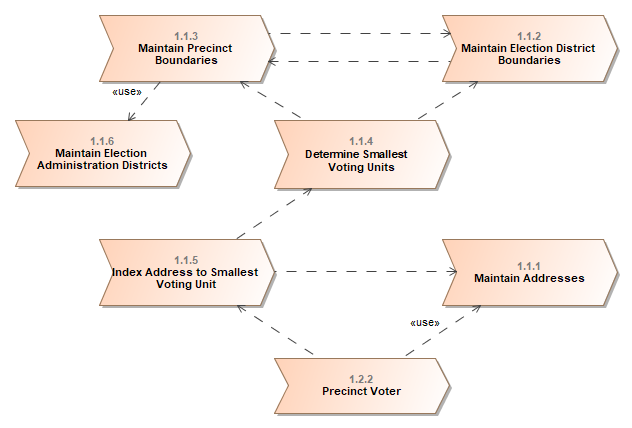 1.1.3
Maintain Precinct
Boundaries
1.1.2
Maintain Election District
Boundaries
«use»
1.1.6
Maintain Election
Administration Districts
1.1.4
Determine Smallest
Voting Units
1.1.5
Index Address to Smallest
Voting Unit
1.1.1
Maintain Addresses
«use»
1.2.2
Precinct Voter